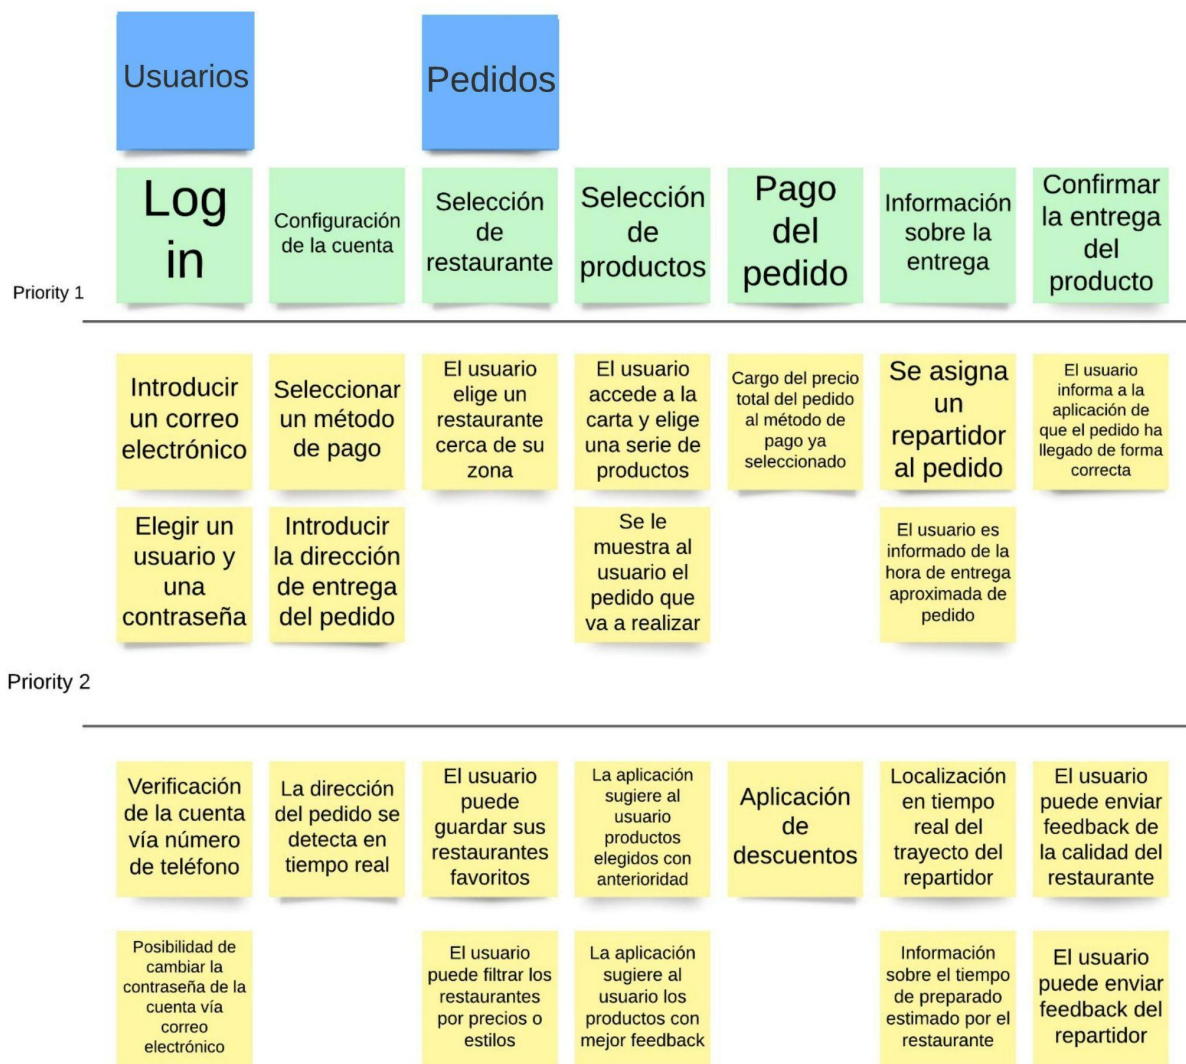 Usuarios
Pedidos
Log
in
Configuración
de la cuenta
Selección
de
restaurante
Selección
de
productos
Pago
del
pedido
Información
sobre la
entrega
Confirmar
la entrega
del
producto
Priority 1
Introducir
un correo
electrónico
Seleccionar
un método
de pago
El usuario
elige un
restaurante
cerca de su
zona
El usuario
accede a la
carta y elige
una serie de
productos
Cargo del precio
total del pedido
al método de
pago ya
seleccionado
Se asigna
un
repartidor
al pedido
El usuario
informa a la
aplicación de
que el pedido ha
llegado de forma
correcta
Elegir un
usuario y
una
contraseña
Introducir
la dirección
de entrega
del pedido
Se le
muestra al
usuario el
pedido que
va a realizar
El usuario es
informado de la
hora de entrega
aproximada de
pedido
Priority 2
Verificación
de la cuenta
vía número
de teléfono
La dirección
del pedido se
detecta en
tiempo real
El usuario
puede
guardar sus
restaurantes
favoritos
La aplicación
sugiere al
usuario
productos
elegidos con
anterioridad
Aplicación
de
descuentos
Localización
en tiempo
real del
trayecto del
repartidor
El usuario
puede enviar
feedback de
la calidad del
restaurante
Posibilidad de
cambiar la
contraseña de la
cuenta vía
correo
electrónico
El usuario
puede filtrar los
restaurantes
por precios o
estilos
La aplicación
sugiere al
usuario los
productos con
mejor feedback
Información
sobre el tiempo
de preparado
estimado por el
restaurante
El usuario
puede enviar
feedback del
repartidor